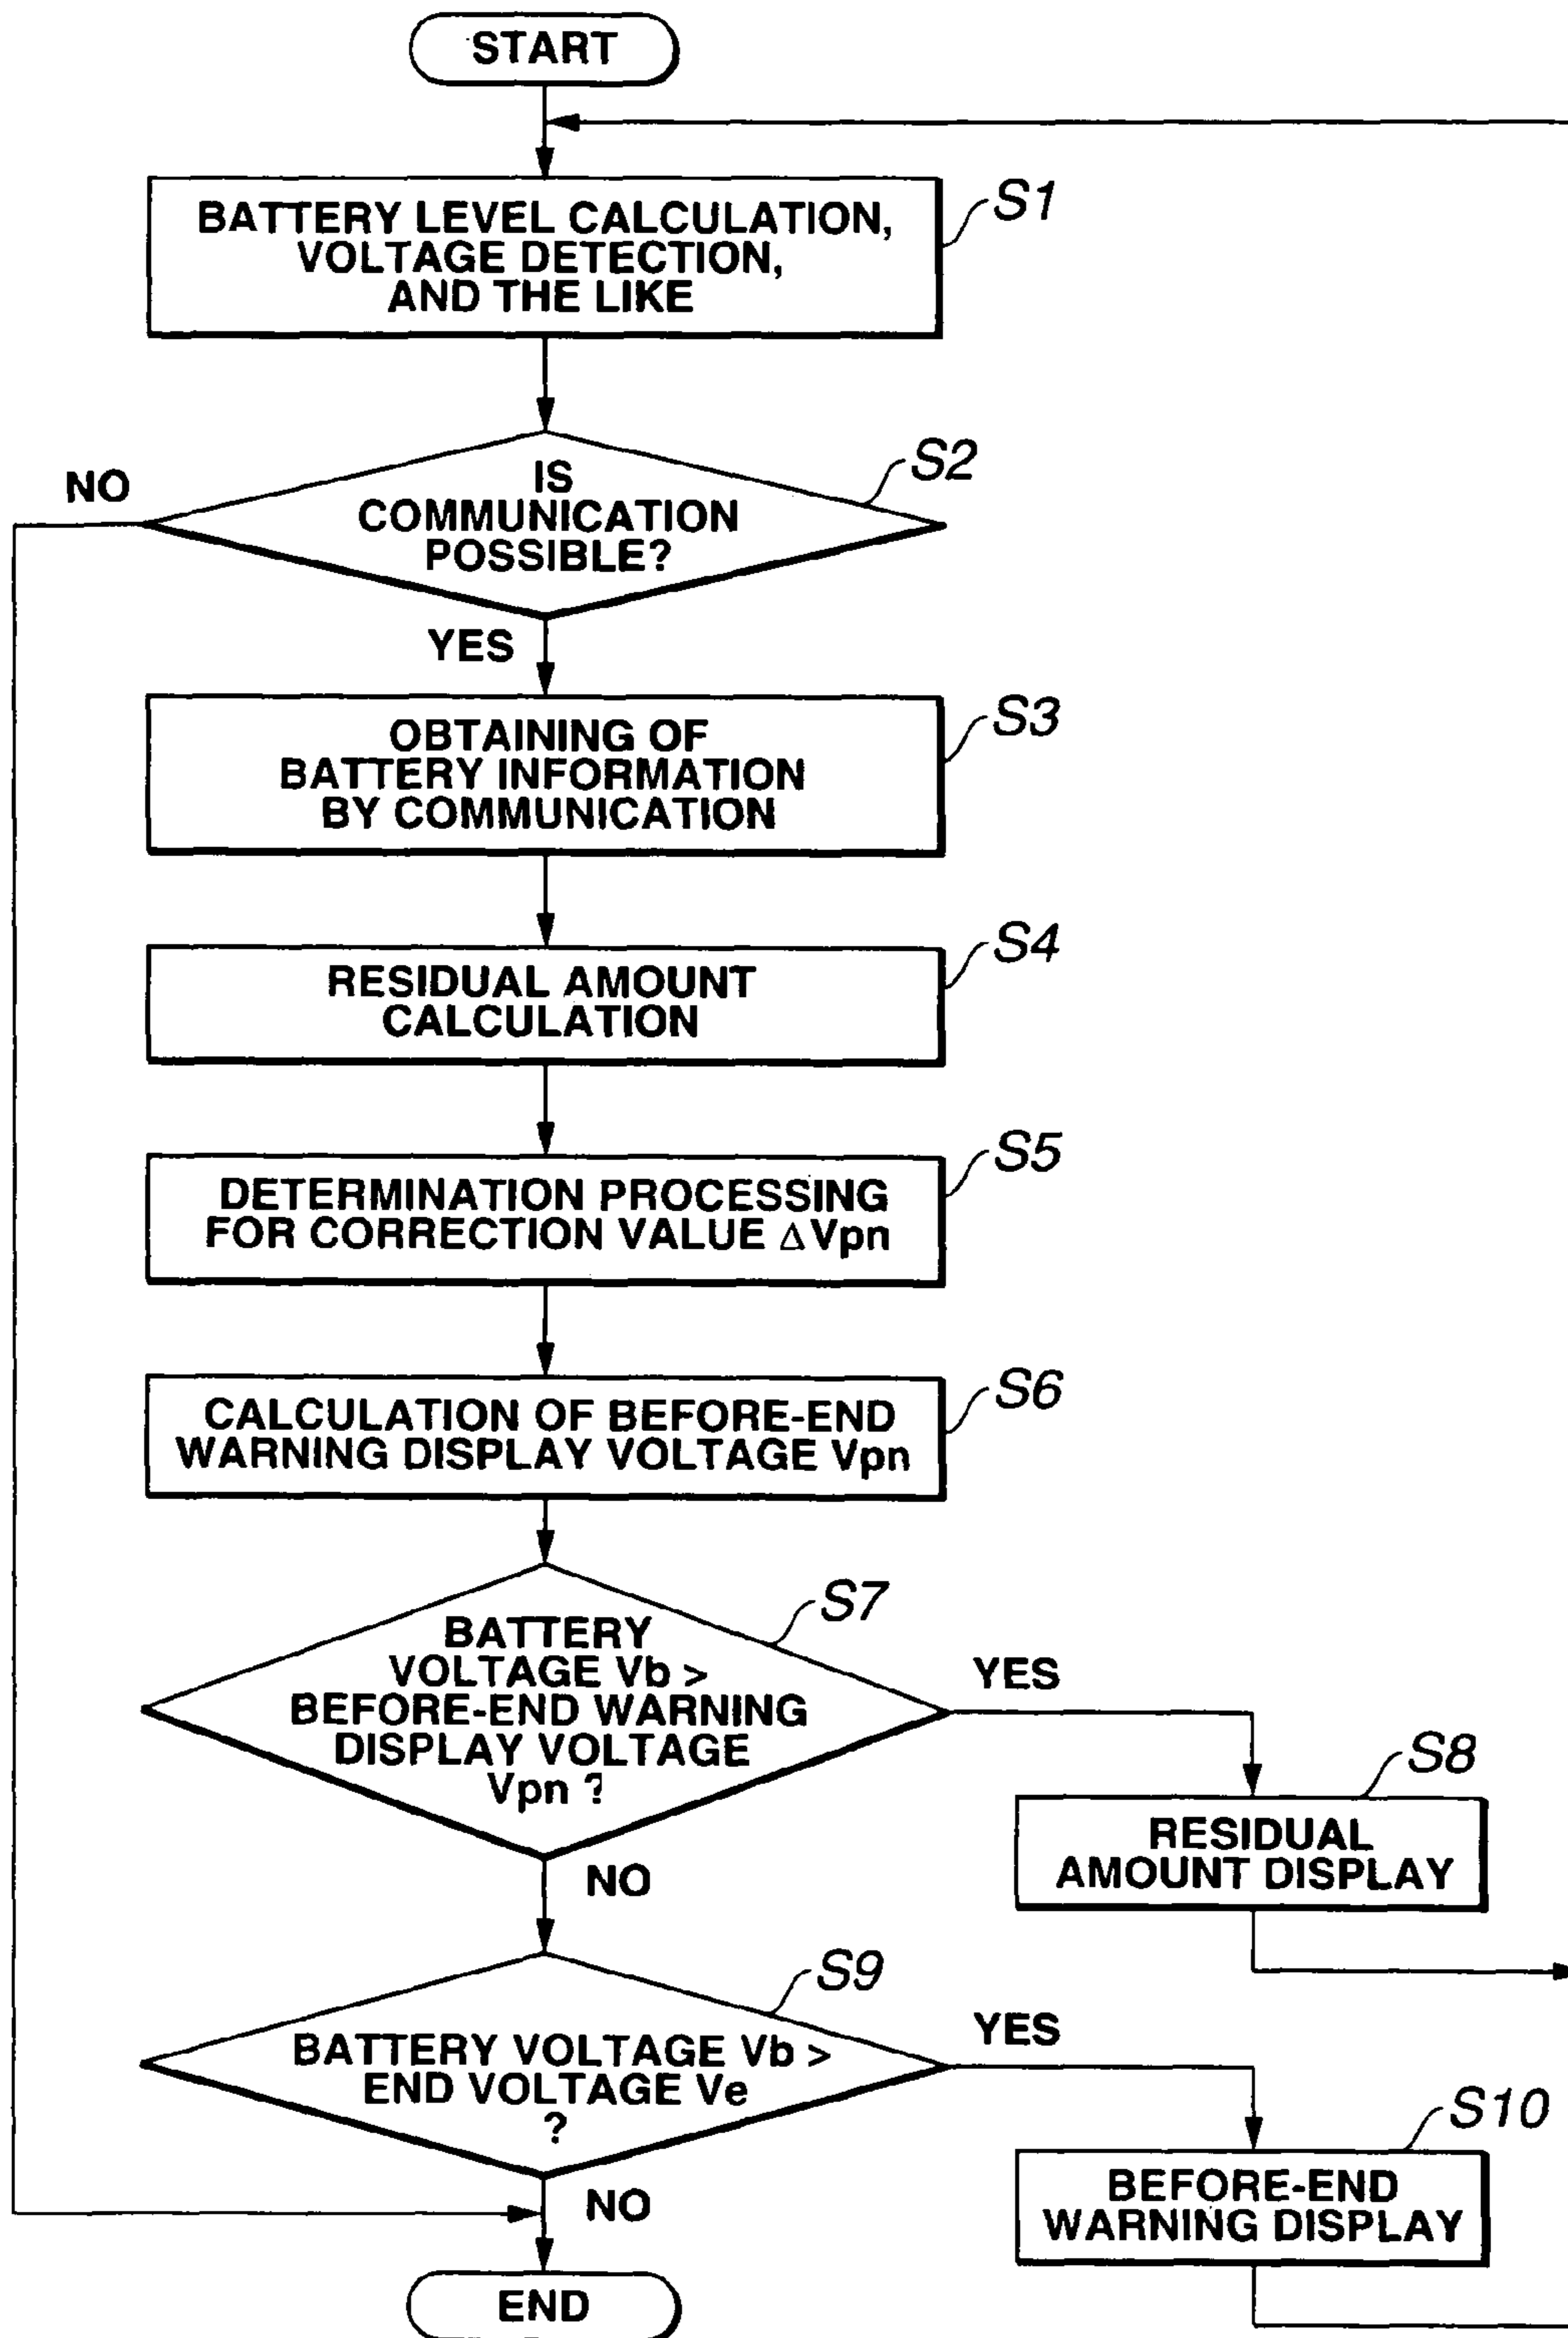 START
BATTERY LEVEL CALCULATION,
VOLTAGE DETECTION,
AND THE LIKE
S1
IS
COMMUNICATION
POSSIBLE?
S2
NO
YES
OBTAINING OF
BATTERY INFORMATION
BY COMMUNICATION
S3
RESIDUAL AMOUNT
CALCULATION
S4
DETERMINATION PROCESSING
FOR CORRECTION VALUE ΔVpn
S5
CALCULATION OF BEFORE-END
WARNING DISPLAY VOLTAGE Vpn
S6
BATTERY
VOLTAGE Vb >
BEFORE-END WARNING
DISPLAY VOLTAGE
Vpn ?
S7
YES
NO
RESIDUAL
AMOUNT DISPLAY
S8
BATTERY VOLTAGE Vb >
END VOLTAGE Ve
?
S9
YES
NO
BEFORE-END
WARNING DISPLAY
S10
END